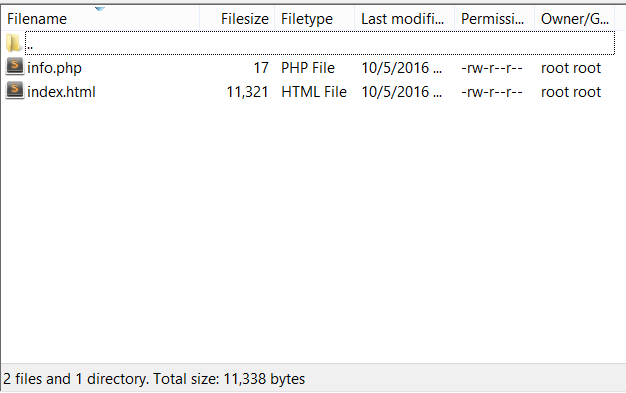 Filename Filesize Filetype Last modifi... Permissi... Owner/G...
..
info.php 17 PHP File 10/5/2016 ... -rw-r--r-- root root
index.html 11,321 HTML File 10/5/2016 ... -rw-r--r-- root root
2 files and 1 directory. Total size: 11,338 bytes